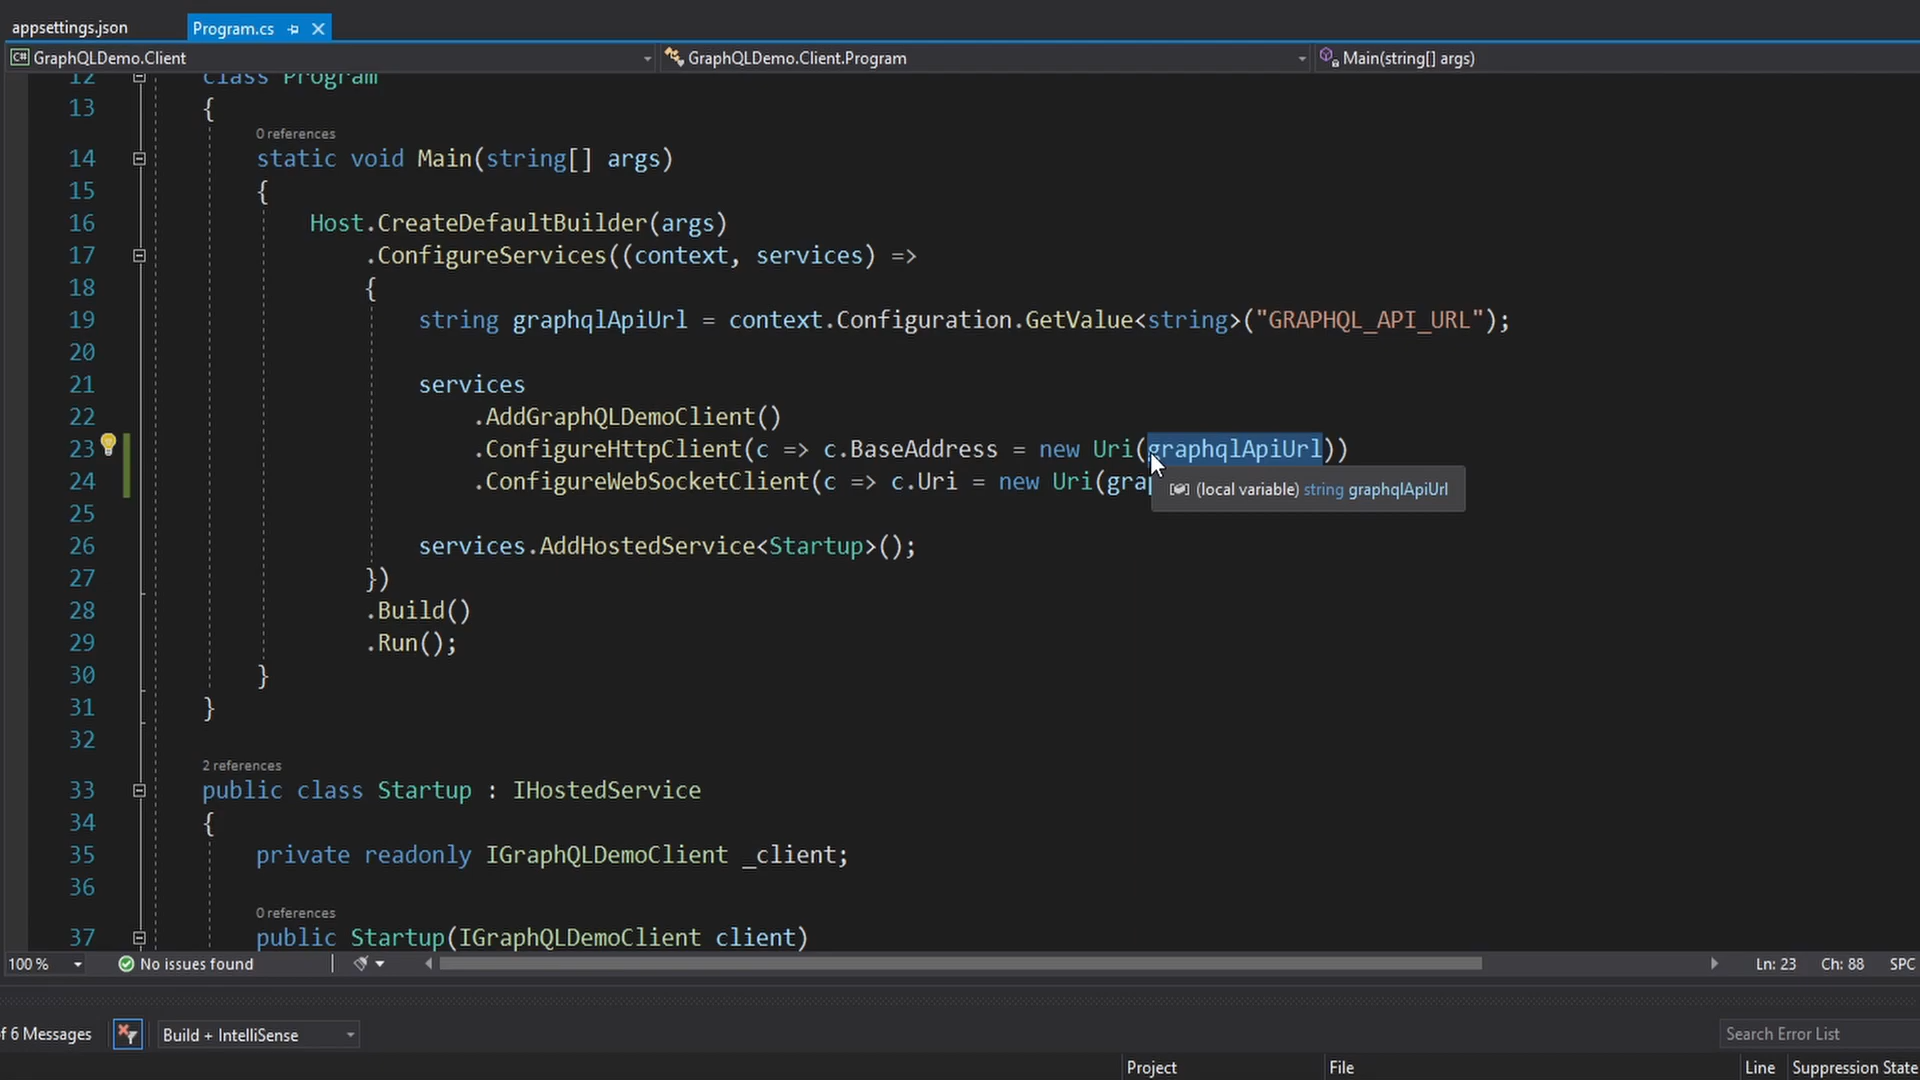 appsettings.json
Program.cs
C# GraphQLDemo.Client
GraphQLDemo.Client.Program
Main(string[] args)
12 class Program
13 {
0 references
14 static void Main(string[] args)
15 {
16 Host.CreateDefaultBuilder(args)
17 .ConfigureServices((context, services) =>
18 {
19 string graphqlApiUrl = context.Configuration.GetValue<string>("GRAPHQL_API_URL");
20
21 services
22 .AddGraphQLDemoClient()
23 .ConfigureHttpClient(c => c.BaseAddress = new Uri(graphqlApiUrl))
24 .ConfigureWebSocketClient(c => c.Uri = new Uri(grap
(local variable) string graphqlApiUrl
25
26 services.AddHostedService<Startup>();
27 })
28 .Build()
29 .Run();
30 }
31 }
32
2 references
33 public class Startup : IHostedService
34 {
35 private readonly IGraphQLDemoClient _client;
36
0 references
37 public Startup(IGraphQLDemoClient client)
100 %
No issues found
Ln: 23 Ch: 88 SPC
of 6 Messages
Build + IntelliSense
Search Error List
Project
File
Line
Suppression State